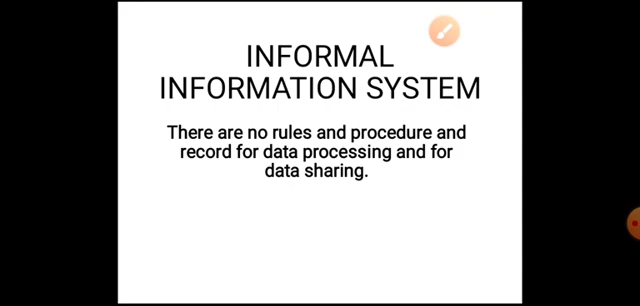 INFORMAL
INFORMATION SYSTEM
There are no rules and procedure and
record for data processing and for
data sharing.